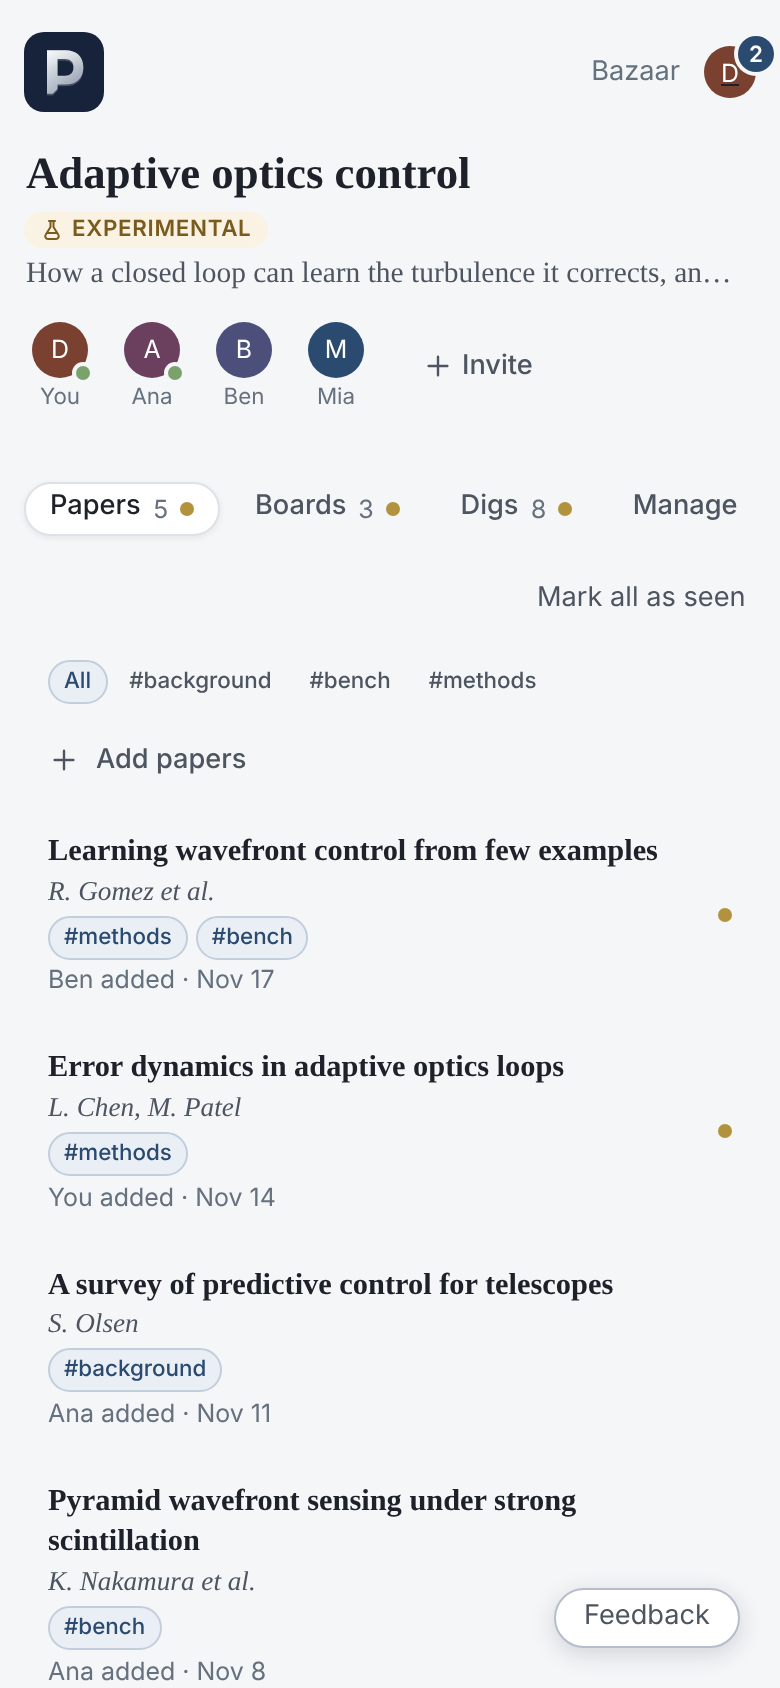 P
Bazaar
D
2
Adaptive optics control
EXPERIMENTAL
How a closed loop can learn the turbulence it corrects, an…
D A B M
You Ana Ben Mia
+ Invite
Papers 5 Boards 3 Digs 8 Manage
Mark all as seen
All #background #bench #methods
+ Add papers
Learning wavefront control from few examples
R. Gomez et al.
#methods #bench
Ben added · Nov 17
Error dynamics in adaptive optics loops
L. Chen, M. Patel
#methods
You added · Nov 14
A survey of predictive control for telescopes
S. Olsen
#background
Ana added · Nov 11
Pyramid wavefront sensing under strong
scintillation
K. Nakamura et al.
#bench
Ana added · Nov 8
Feedback